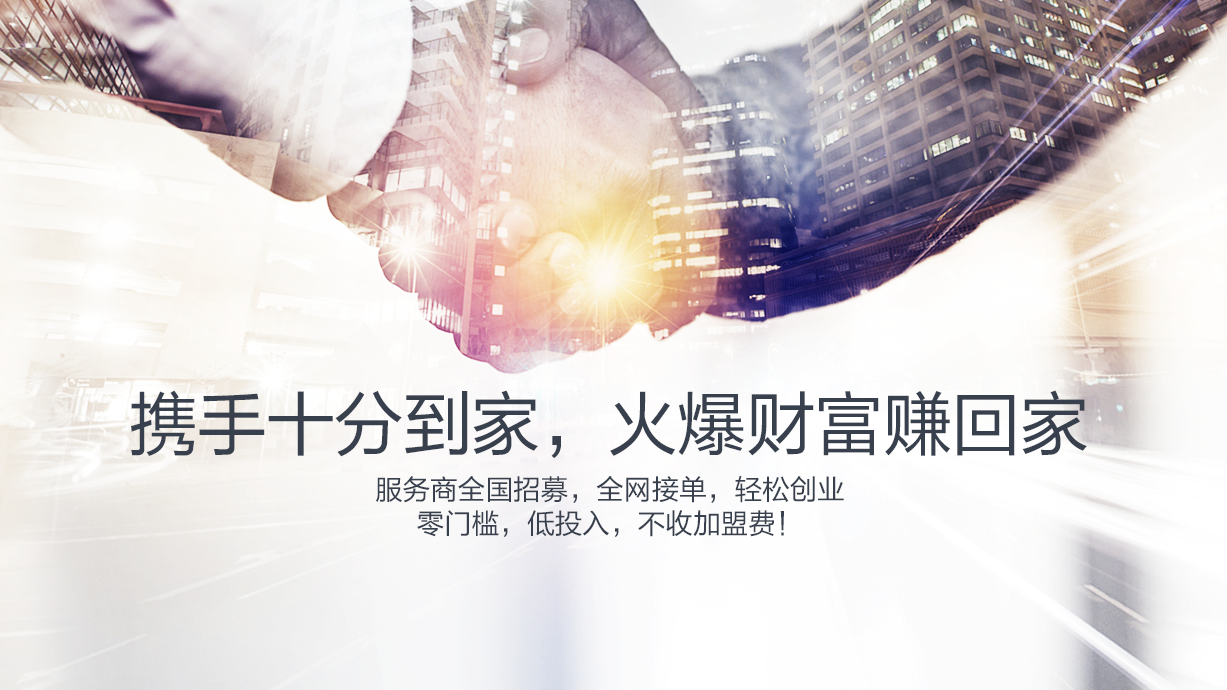 携手十分到家，火爆财富赚回家
服务商全国招募，全网接单，轻松创业
零门槛，低投入，不收加盟费！